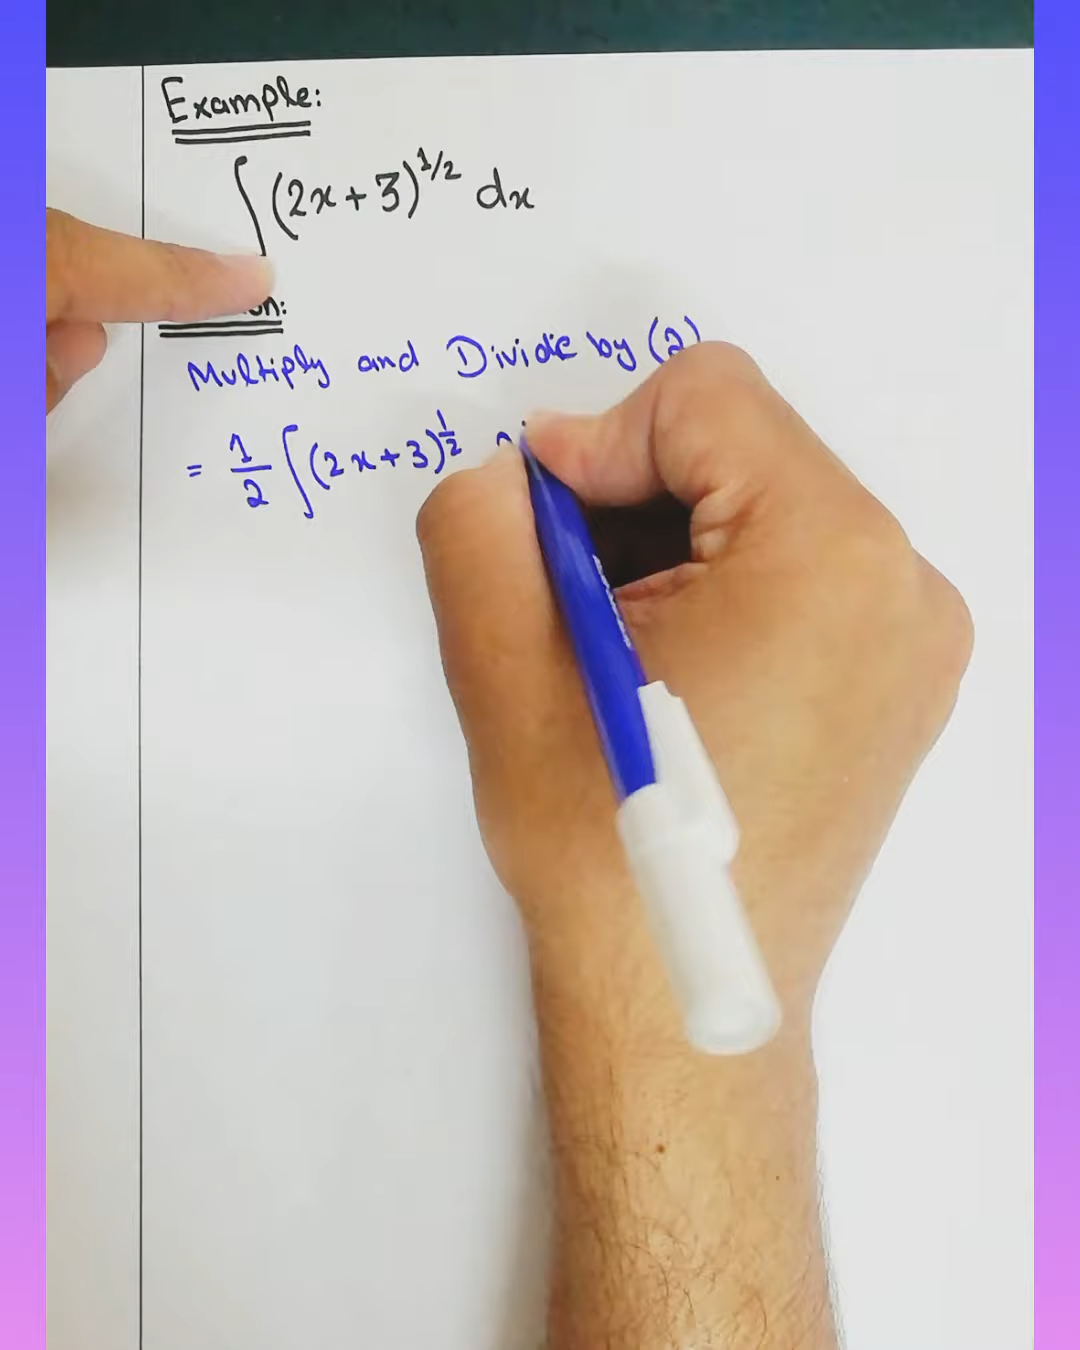 Example:
∫(2x+3)^1/2 dx
Multiply and Divide by (2)
= 1/2 ∫(2x+3)^1/2